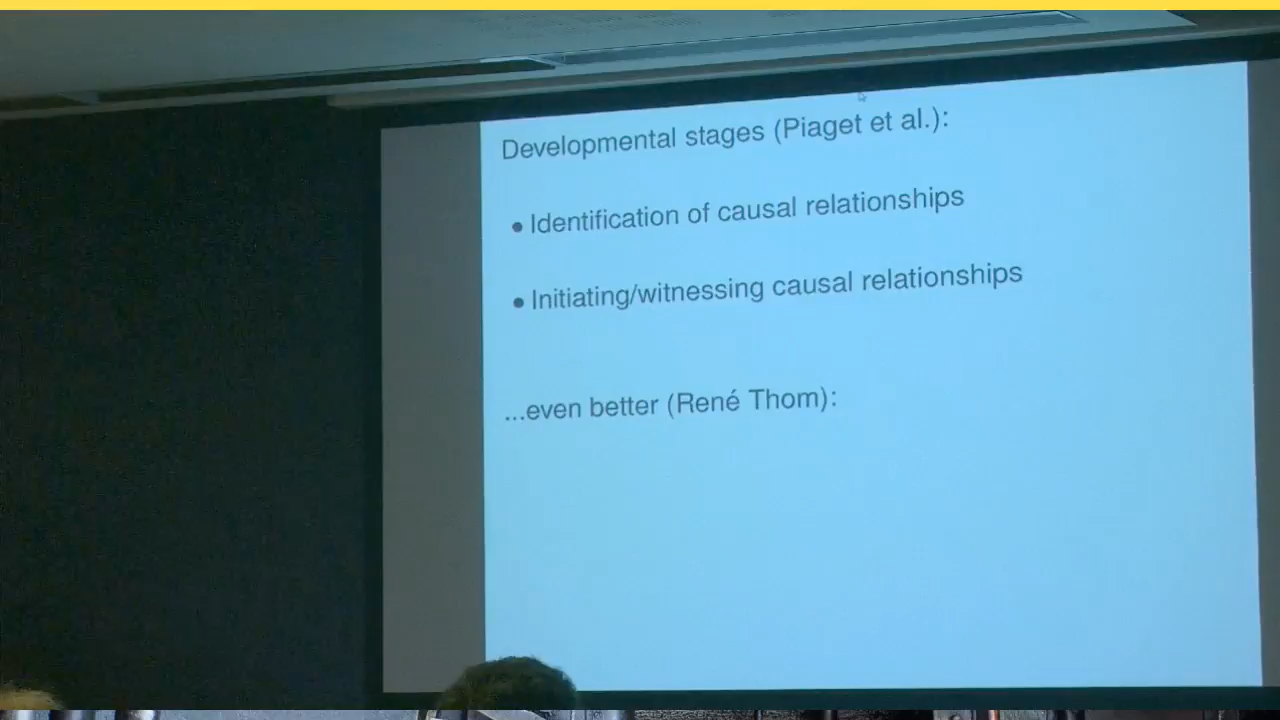 Developmental stages (Piaget et al.):
• Identification of causal relationships
• Initiating/witnessing causal relationships
...even better (René Thom):